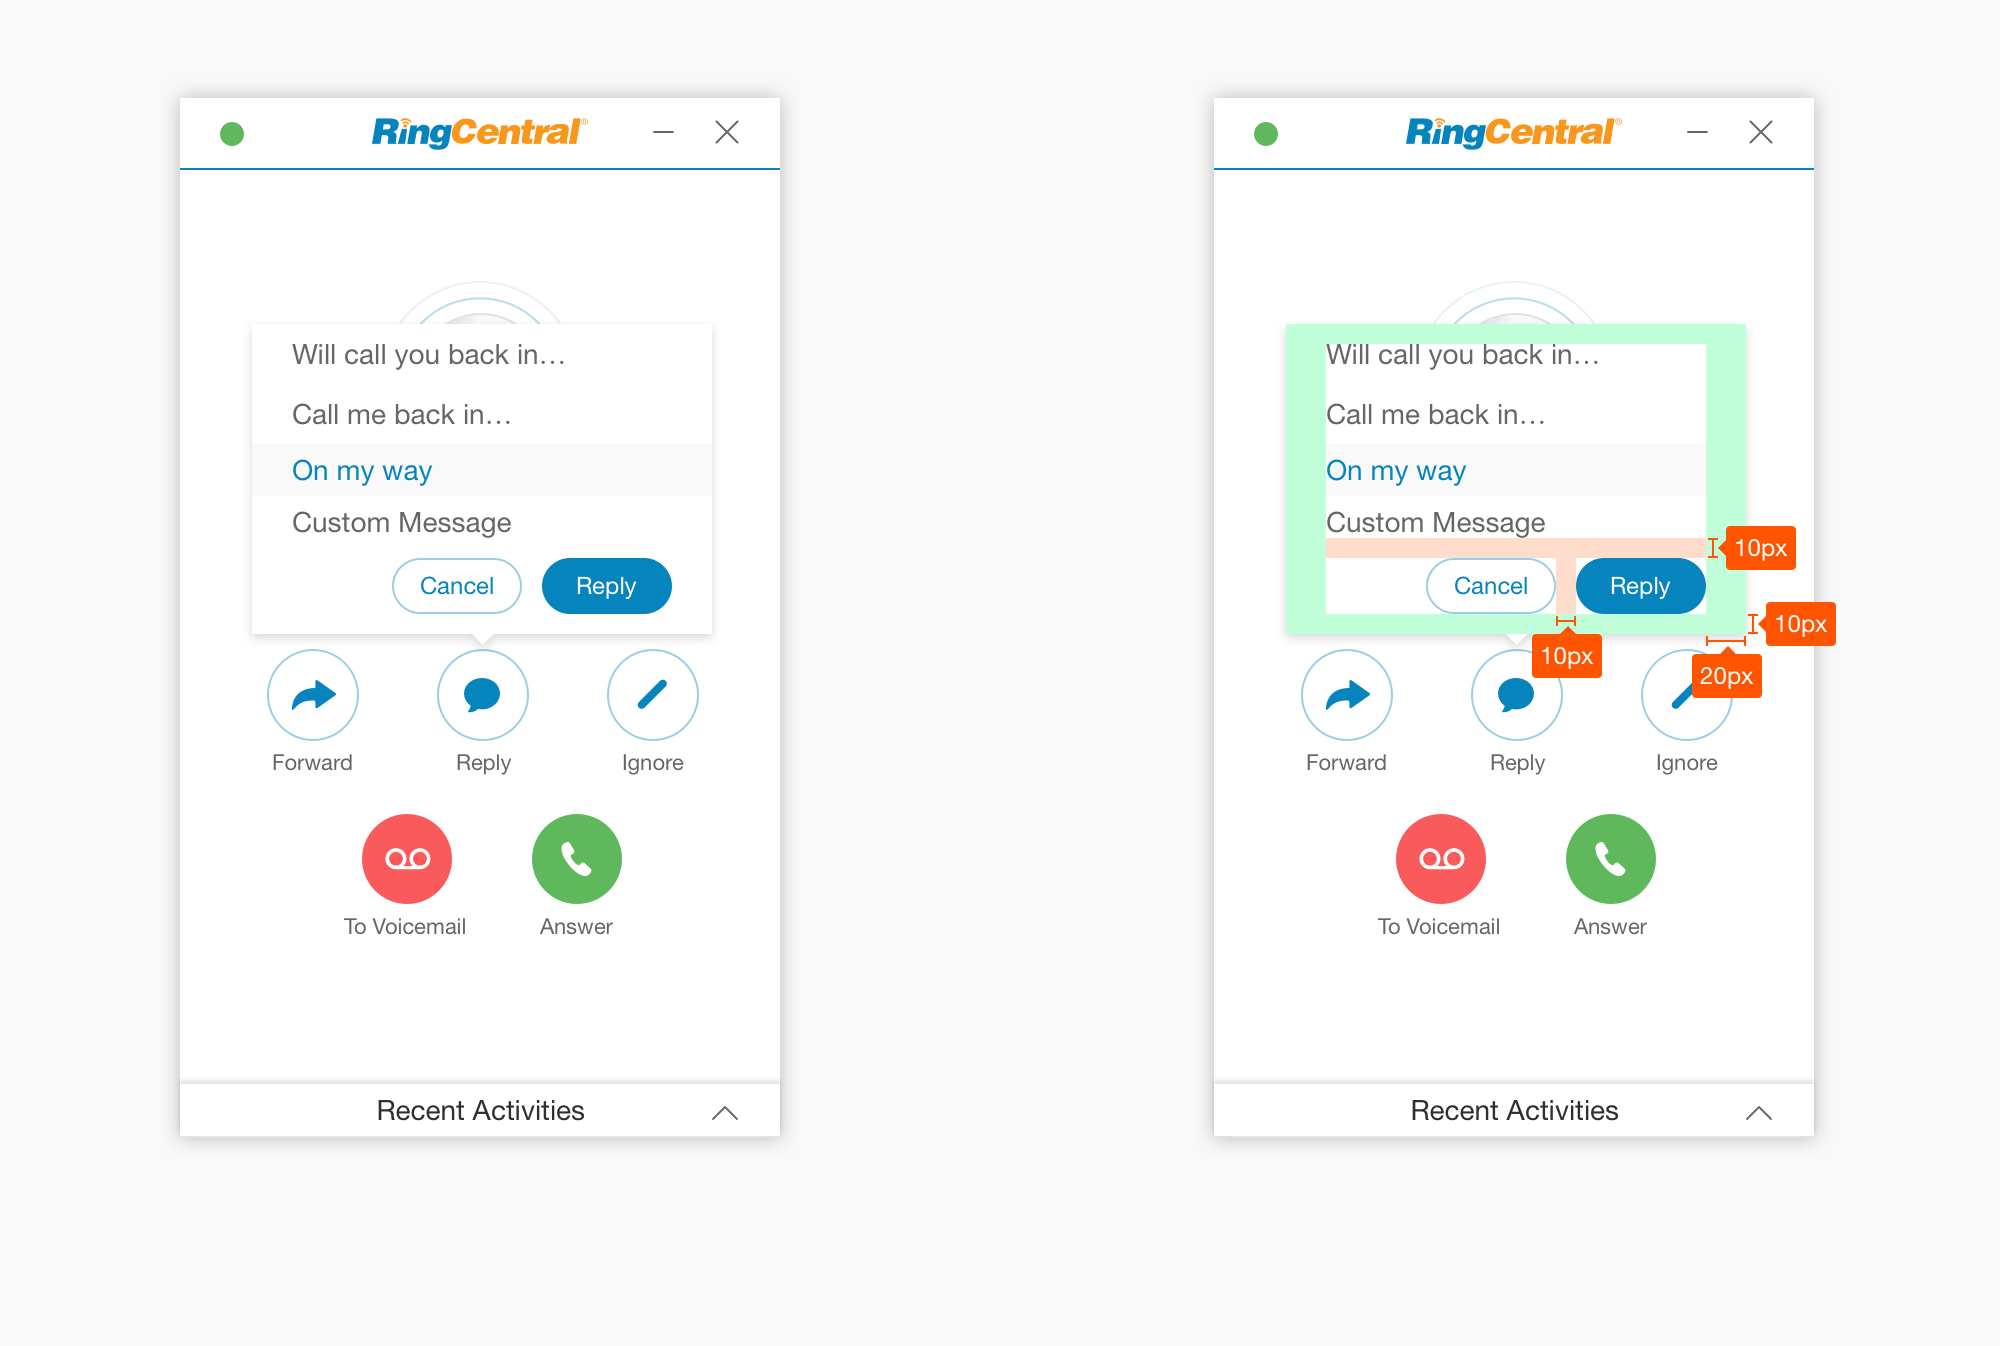 RingCentral®
Will call you back in…
Call me back in…
On my way
Custom Message
Cancel
Reply
Forward
Reply
Ignore
To Voicemail
Answer
Recent Activities
RingCentral®
Will call you back in…
Call me back in…
On my way
Custom Message
10px
Cancel
Reply
10px
10px
20px
Forward
Reply
Ignore
To Voicemail
Answer
Recent Activities